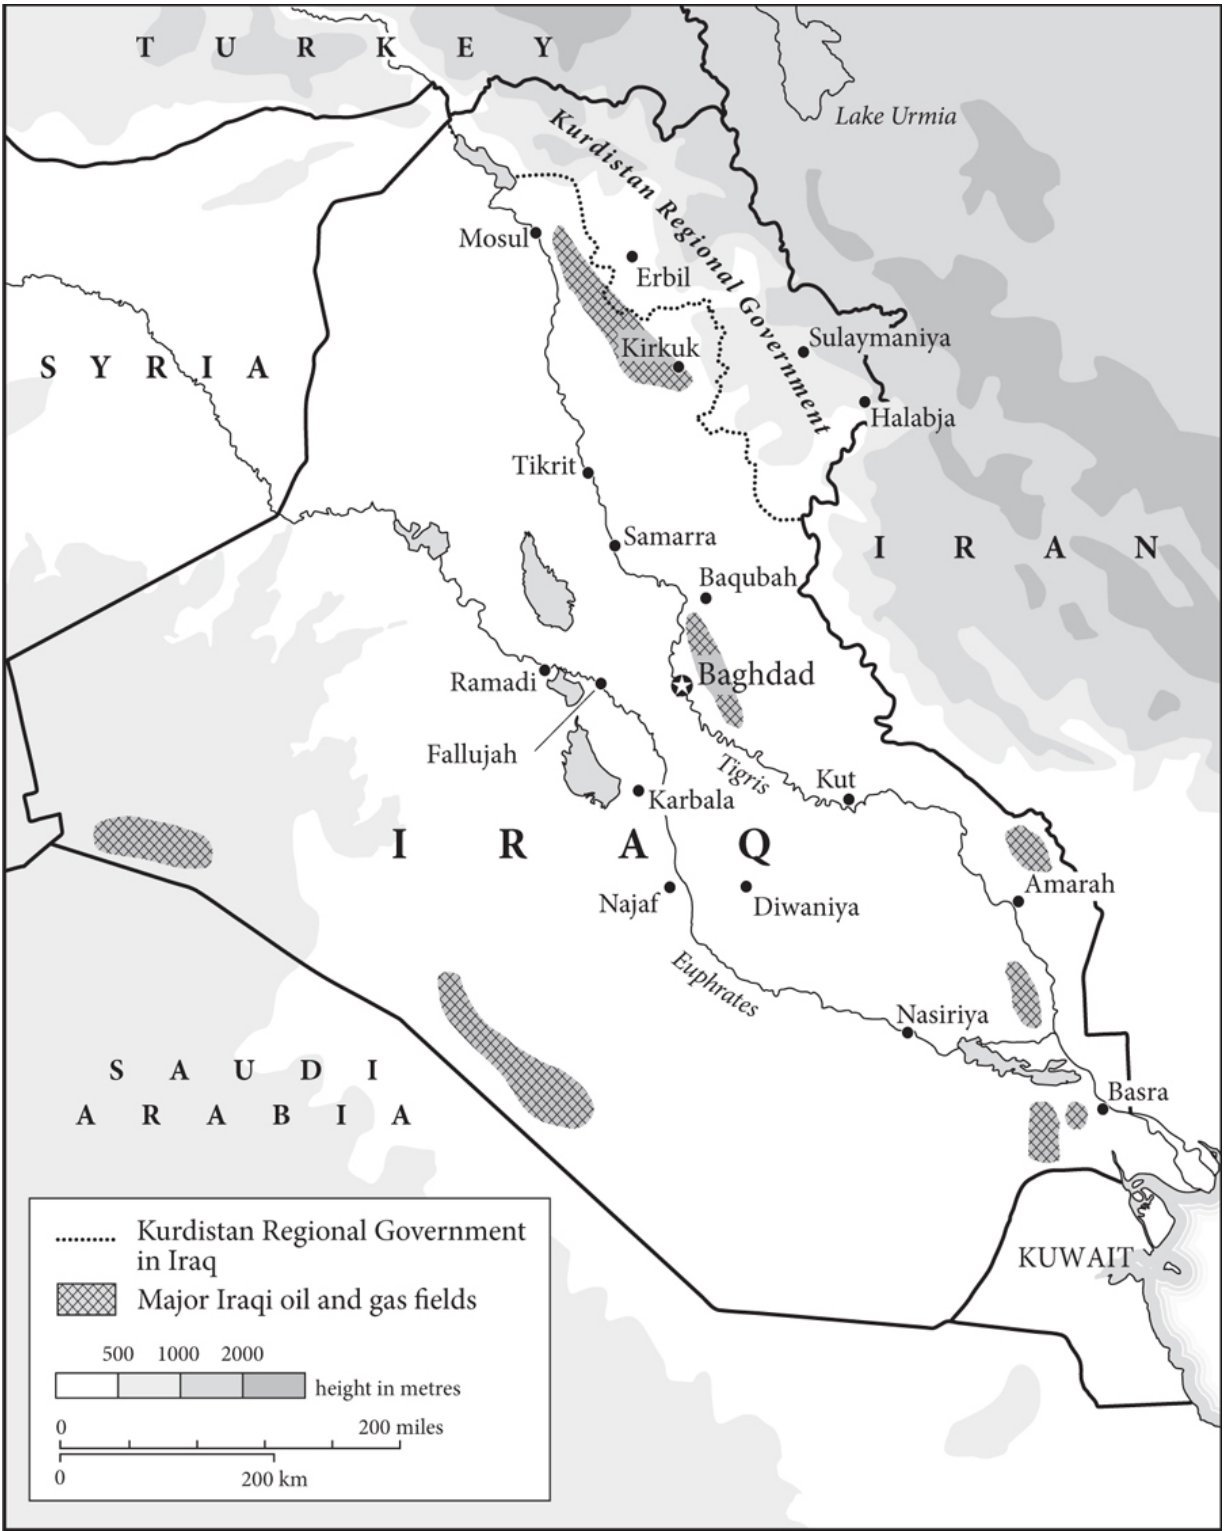 T U R K E Y
Lake Urmia
Kurdistan Regional Government
Mosul
Erbil
Kirkuk
Sulaymaniya
S Y R I A
Halabja
Tikrit
Samarra
I R A N
Baqubah
Ramadi
Baghdad
Fallujah
Tigris
Kut
Karbala
I R A Q
Amarah
Najaf
Diwaniya
Euphrates
Nasiriya
S A U D I
A R A B I A
Basra
KUWAIT
Kurdistan Regional Government
in Iraq
Major Iraqi oil and gas fields
500 1000 2000
height in metres
0 200 miles
0 200 km